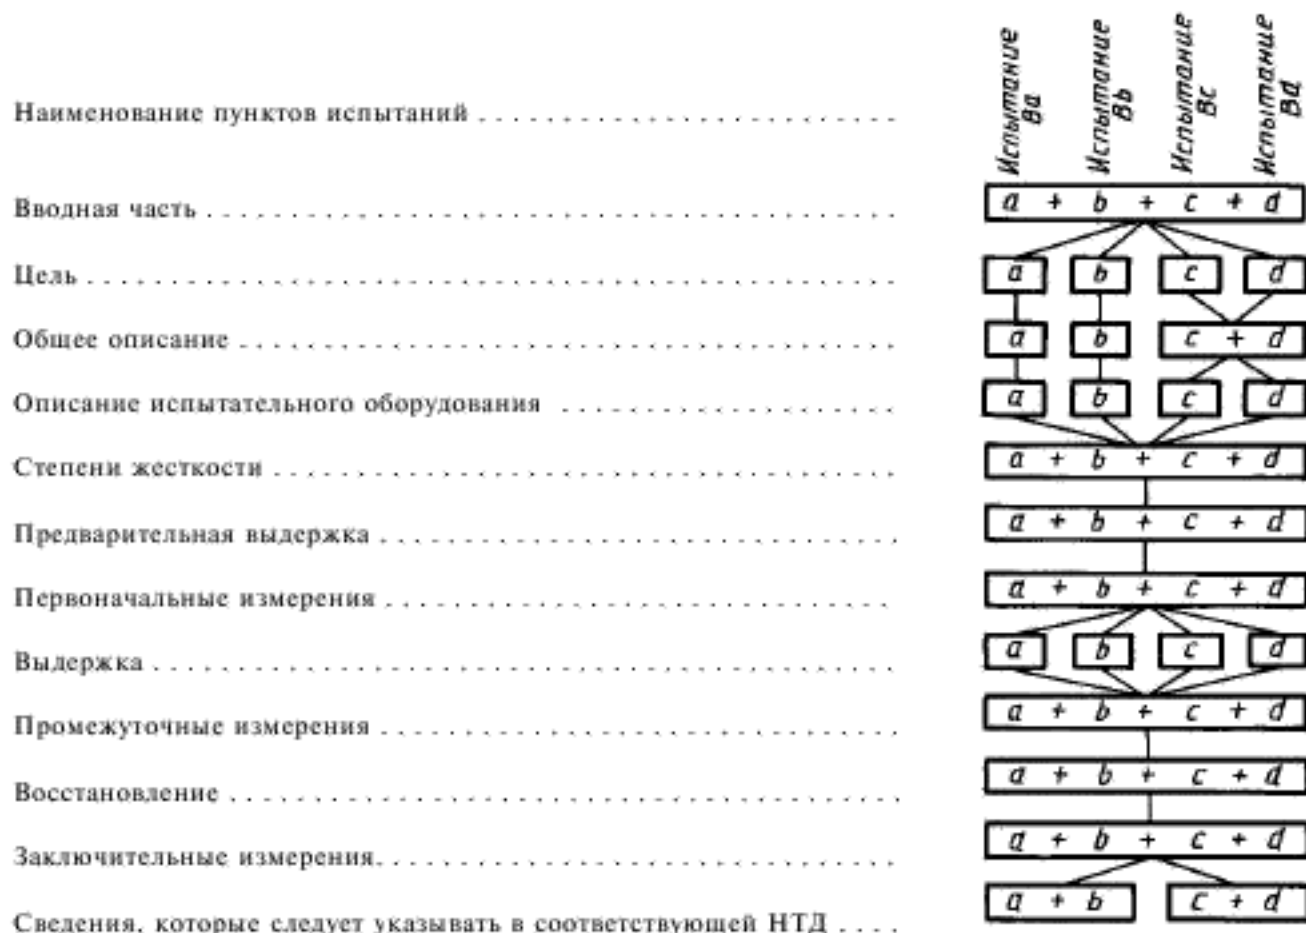 Испытание Ba
Испытание Bb
Испытание Bc
Испытание Bd
Наименование пунктов испытаний . . . . . . . . . . . . . . . . . . . . . . . . . .
Вводная часть . . . . . . . . . . . . . . . . . . . . . . . . . . . . . . . . . . . . . . . . . a + b + c + d
Цель . . . . . . . . . . . . . . . . . . . . . . . . . . . . . . . . . . . . . . . . . . . . . . . . a b c d
Общее описание . . . . . . . . . . . . . . . . . . . . . . . . . . . . . . . . . . . . . . . a b c + d
Описание испытательного оборудования . . . . . . . . . . . . . . . . . . . . a b c d
Степени жесткости . . . . . . . . . . . . . . . . . . . . . . . . . . . . . . . . . . . . . a + b + c + d
Предварительная выдержка . . . . . . . . . . . . . . . . . . . . . . . . . . . . . . a + b + c + d
Первоначальные измерения . . . . . . . . . . . . . . . . . . . . . . . . . . . . . . a + b + c + d
Выдержка . . . . . . . . . . . . . . . . . . . . . . . . . . . . . . . . . . . . . . . . . . . . a b c d
Промежуточные измерения . . . . . . . . . . . . . . . . . . . . . . . . . . . . . . a + b + c + d
Восстановление . . . . . . . . . . . . . . . . . . . . . . . . . . . . . . . . . . . . . . . a + b + c + d
Заключительные измерения. . . . . . . . . . . . . . . . . . . . . . . . . . . . . . a + b + c + d
Сведения, которые следует указывать в соответствующей НТД . . . . a + b c + d